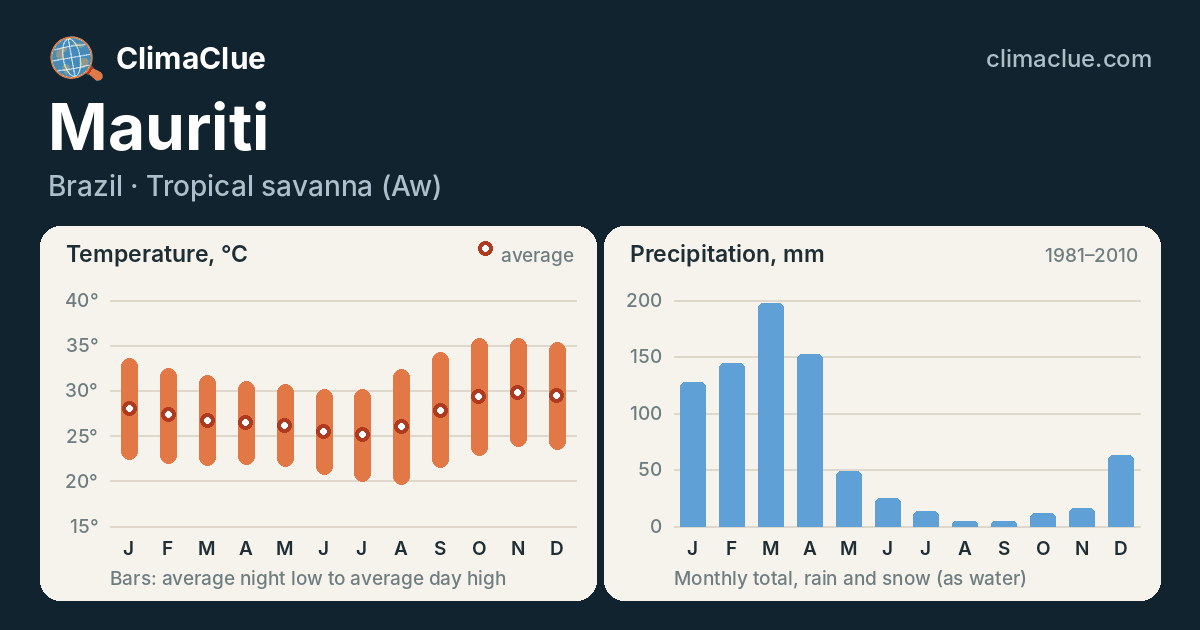 ClimaClue
climaclue.com
Mauriti
Brazil · Tropical savanna (Aw)
Temperature, °C
average
40°
35°
30°
25°
20°
15°
J F M A M J J A S O N D
Bars: average night low to average day high
Precipitation, mm
1981–2010
200
150
100
50
0
J F M A M J J A S O N D
Monthly total, rain and snow (as water)